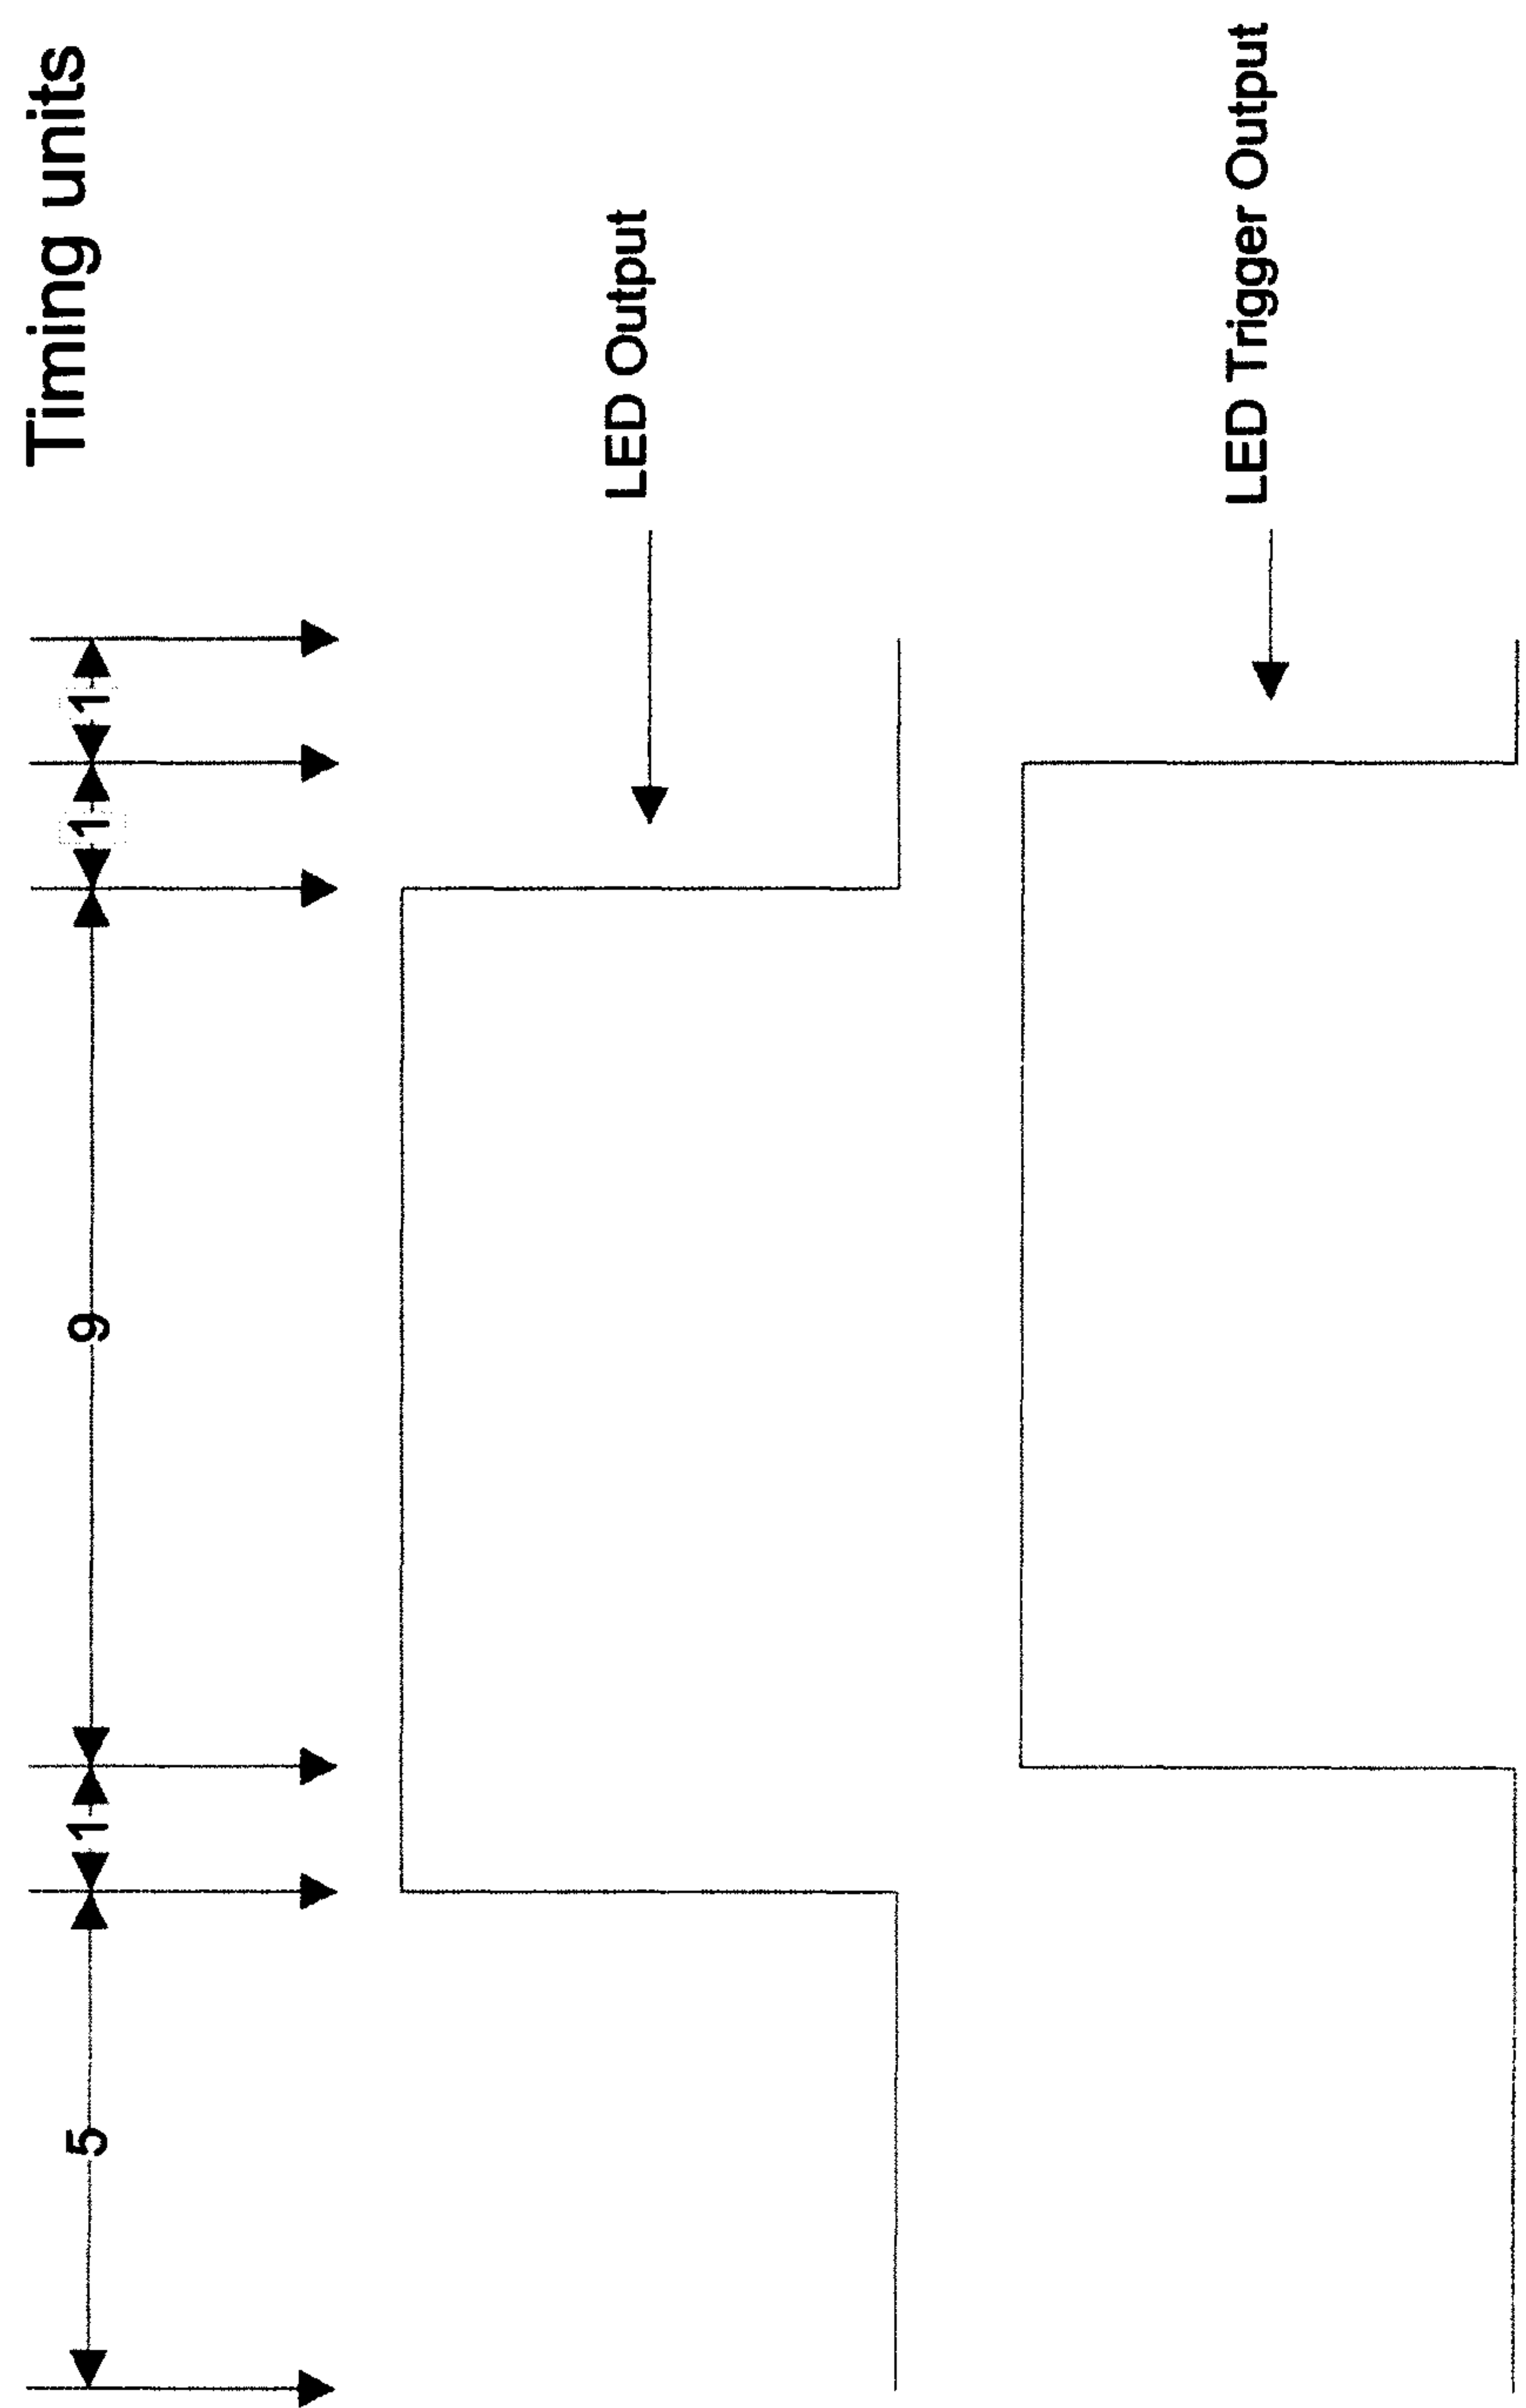 5 1 9 1 1 Timing units
LED Output
LED Trigger Output